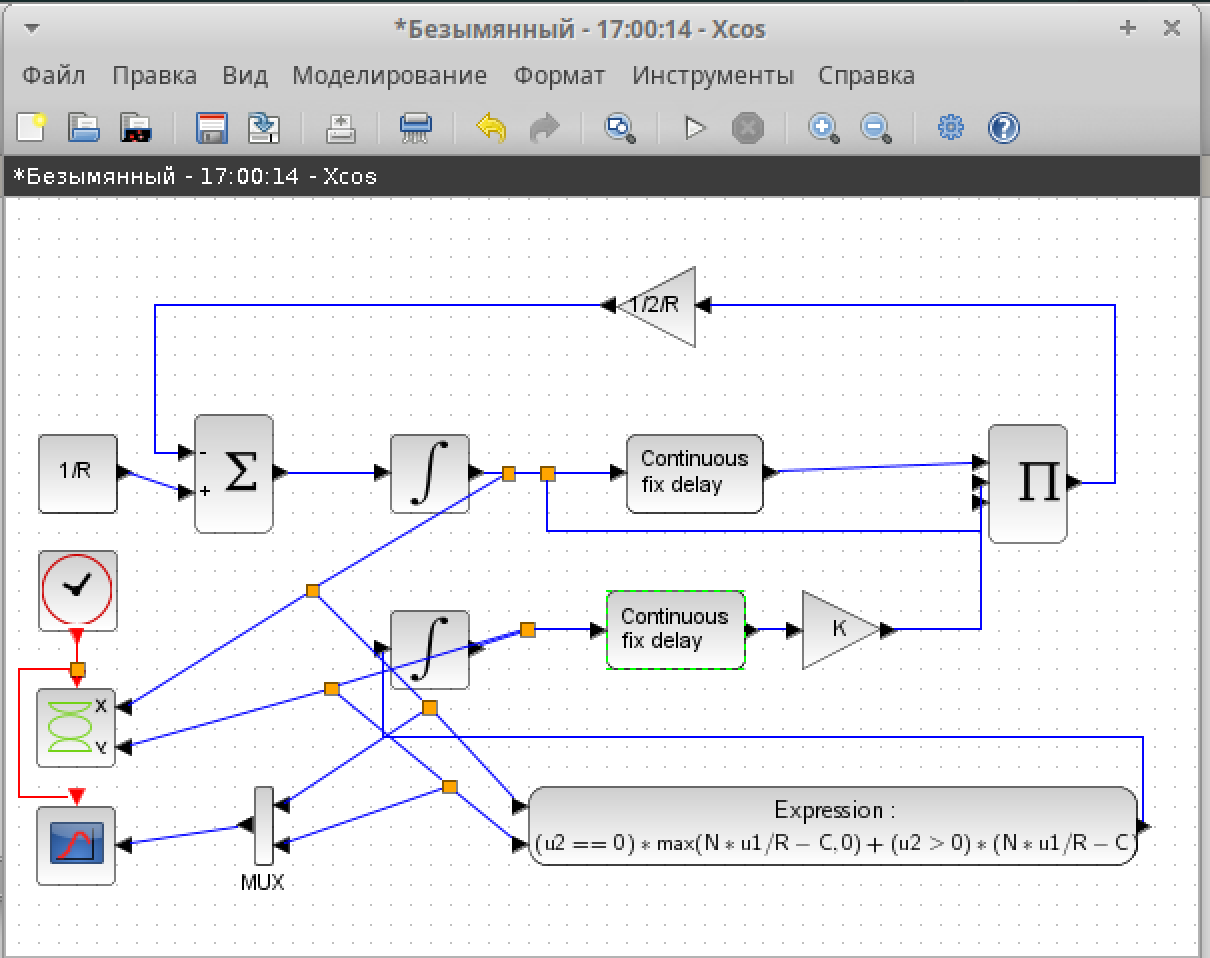 *Безымянный - 17:00:14 - Xcos
Файл Правка Вид Моделирование Формат Инструменты Справка
*Безымянный - 17:00:14 - Xcos
1/2/R
1/R
-
+
Σ
∫
Continuous
fix delay
Π
∫
Continuous
fix delay
K
X
Y
Expression :
(u2 == 0) ∗ max(N ∗ u1/R − C, 0) + (u2 > 0) ∗ (N ∗ u1/R − C)
MUX